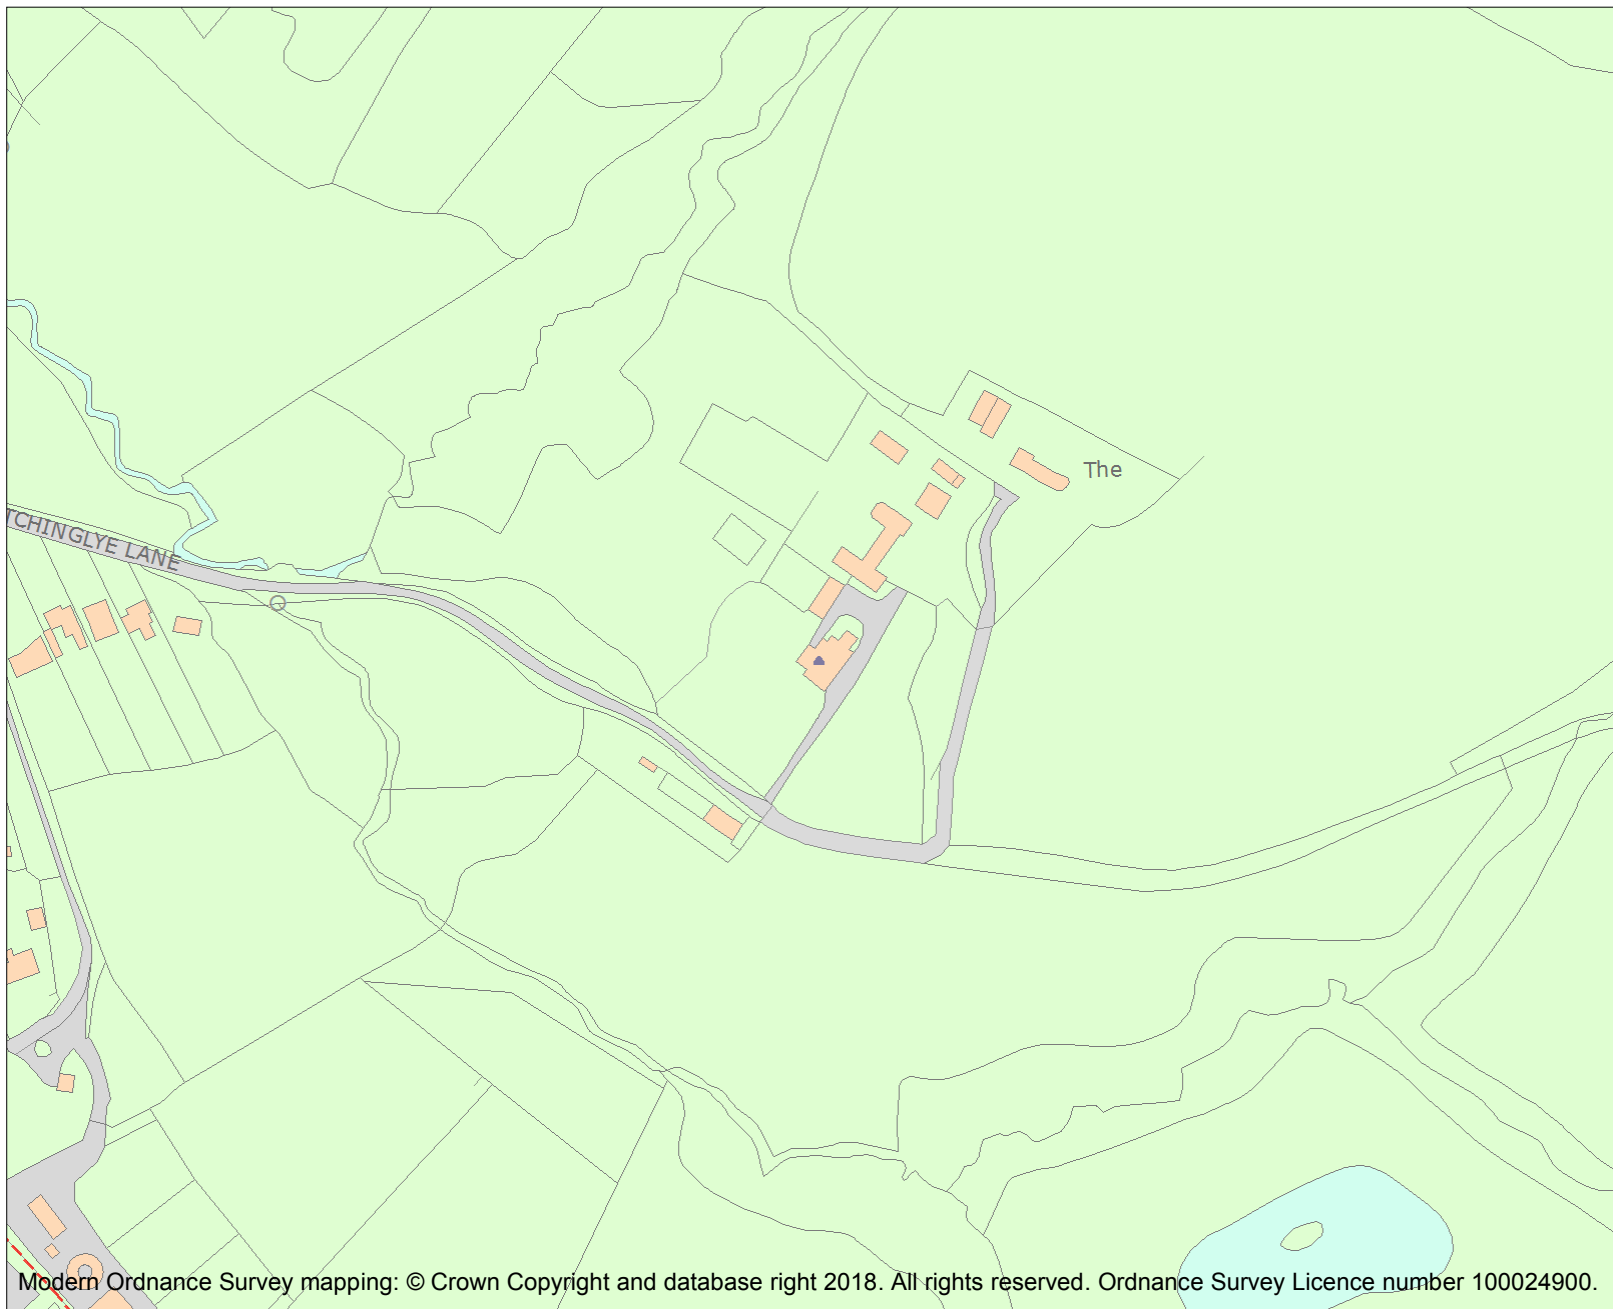 The
TCHINGLYE LANE
Modern Ordnance Survey mapping: © Crown Copyright and database right 2018. All rights reserved. Ordnance Survey Licence number 100024900.